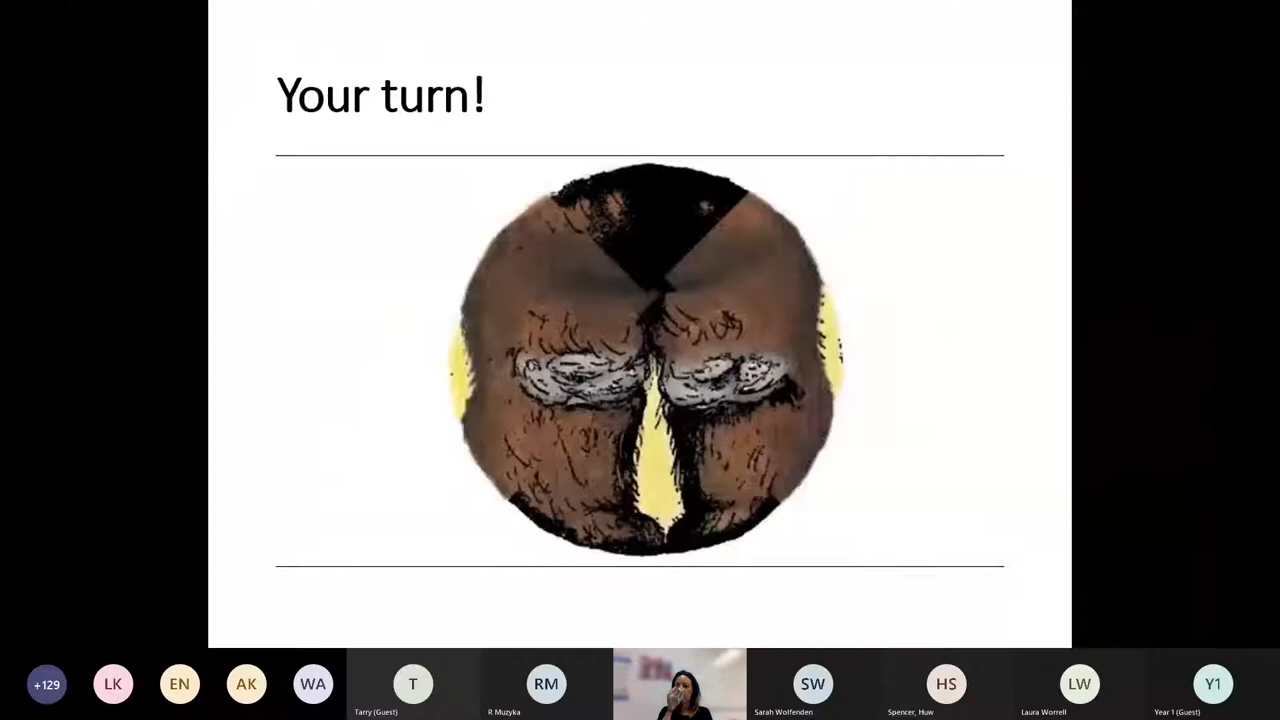 Your turn!
+129
LK
EN
AK
WA
T
RM
SW
HS
LW
Y1
Tarry (Guest)
R Muzyka
Sarah Wolfenden
Spencer, Huw
Laura Worrell
Year 1 (Guest)